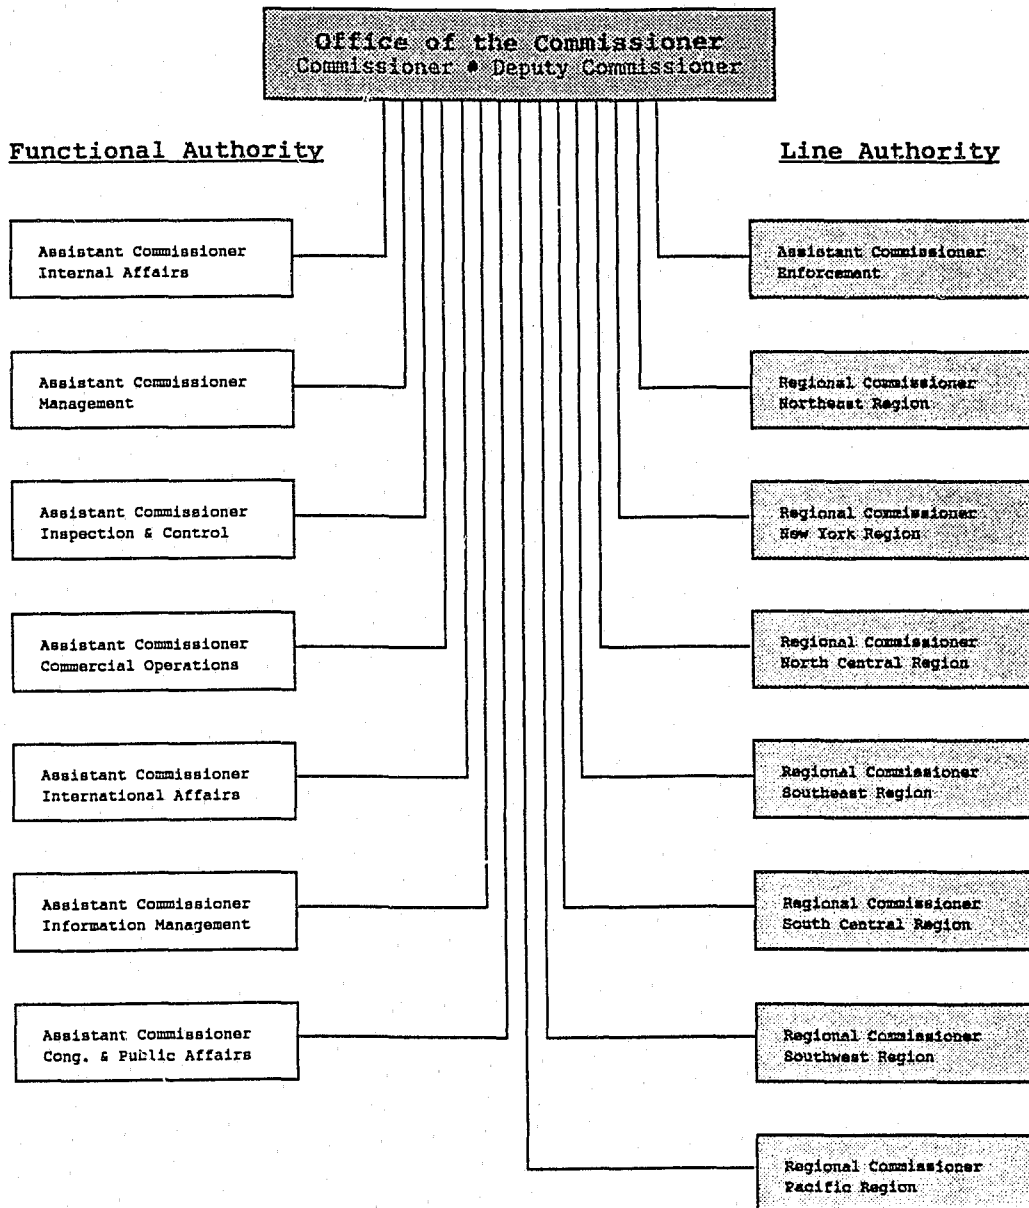 Office of the Commissioner
Commissioner • Deputy Commissioner
Functional Authority
Line Authority
Assistant Commissioner
Internal Affairs
Assistant Commissioner
Management
Assistant Commissioner
Inspection & Control
Assistant Commissioner
Commercial Operations
Assistant Commissioner
International Affairs
Assistant Commissioner
Information Management
Assistant Commissioner
Cong. & Public Affairs
Assistant Commissioner
Enforcement
Regional Commissioner
Northeast Region
Regional Commissioner
New York Region
Regional Commissioner
North Central Region
Regional Commissioner
Southeast Region
Regional Commissioner
South Central Region
Regional Commissioner
Southwest Region
Regional Commissioner
Pacific Region